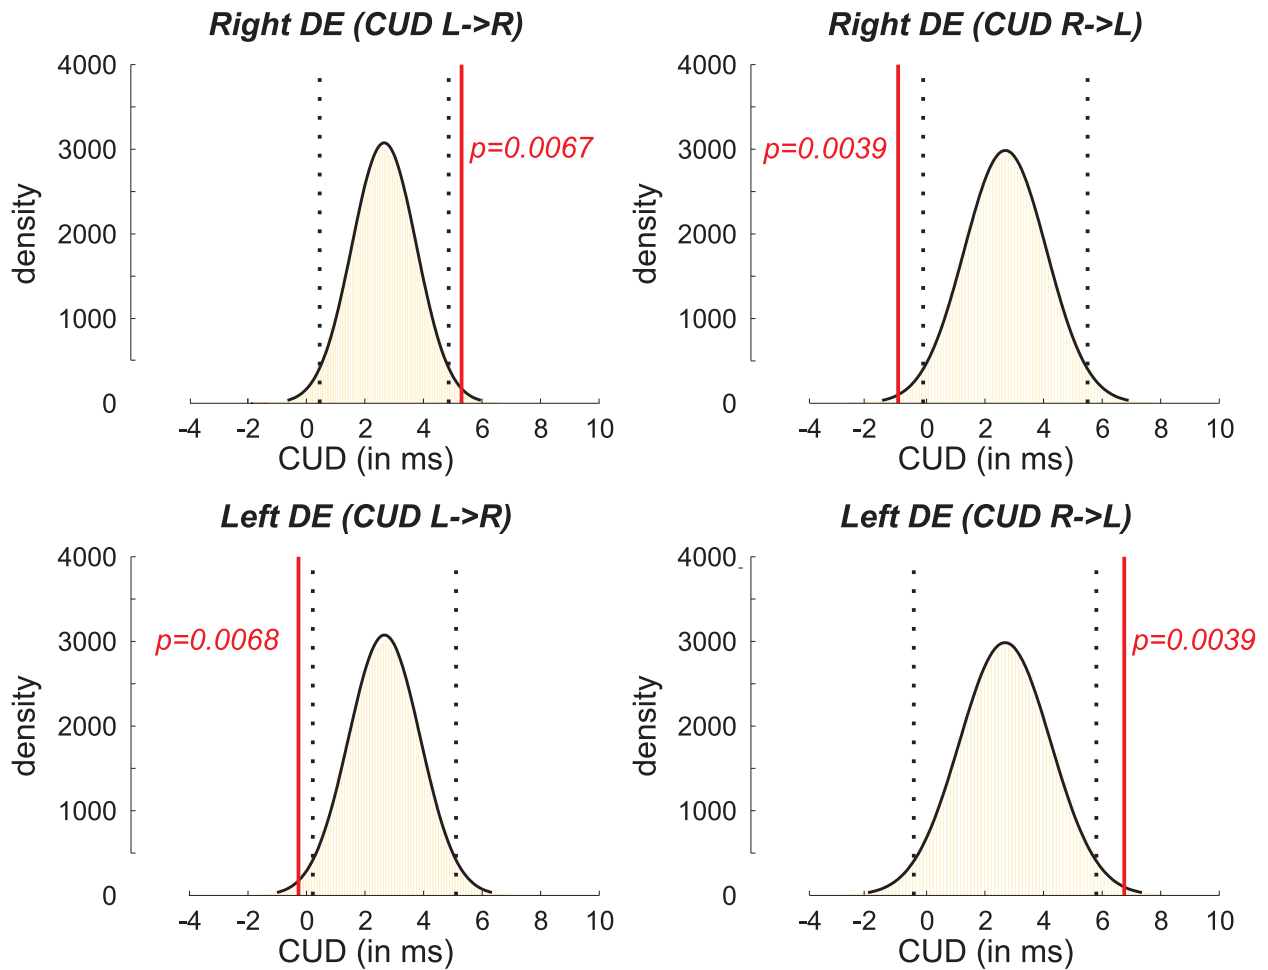 Right DE (CUD L->R)
4000
3000
2000
1000
0
density
p=0.0067
-4 -2 0 2 4 6 8 10
CUD (in ms)
Right DE (CUD R->L)
4000
3000
2000
1000
0
density
p=0.0039
-4 -2 0 2 4 6 8 10
CUD (in ms)
Left DE (CUD L->R)
4000
3000
2000
1000
0
density
p=0.0068
-4 -2 0 2 4 6 8 10
CUD (in ms)
Left DE (CUD R->L)
4000
3000
2000
1000
0
density
p=0.0039
-4 -2 0 2 4 6 8 10
CUD (in ms)